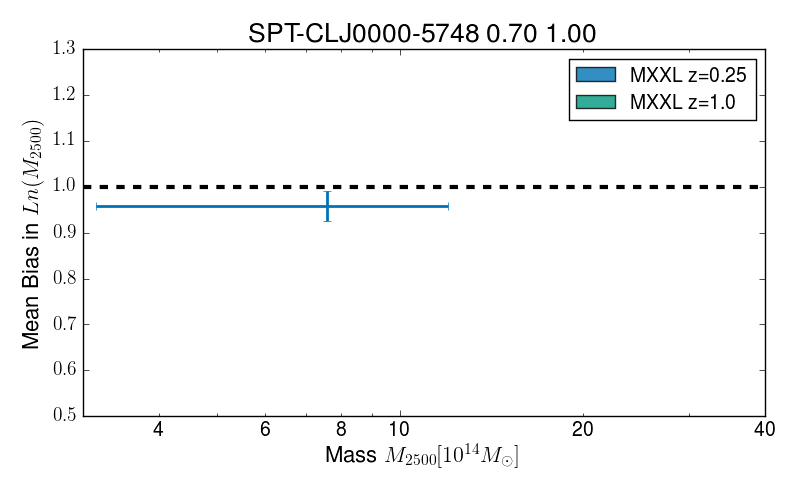 SPT-CLJ0000-5748 0.70 1.00
1.3
1.2
1.1
1.0
0.9
0.8
0.7
0.6
0.5
Mean Bias in Ln(M₂₅₀₀)
MXXL z=0.25
MXXL z=1.0
4 6 8 10 20 40
Mass M₂₅₀₀[10¹⁴M☉]